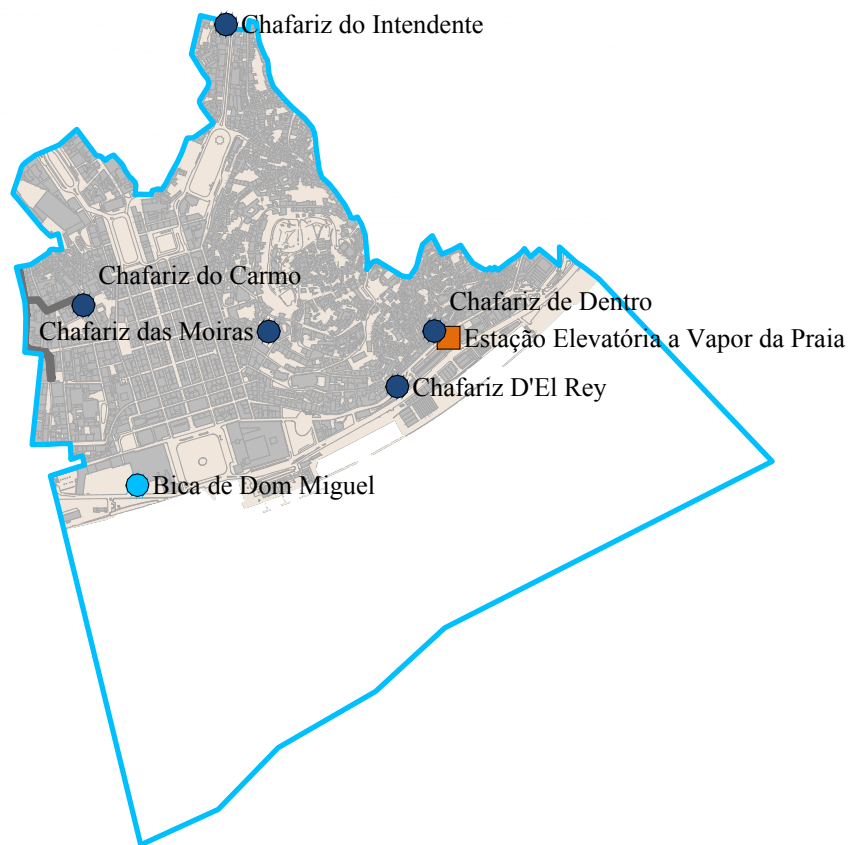 Chafariz do Intendente
Chafariz do Carmo
Chafariz de Dentro
Chafariz das Moiras
Estação Elevatória a Vapor da Praia
Chafariz D'El Rey
Bica de Dom Miguel